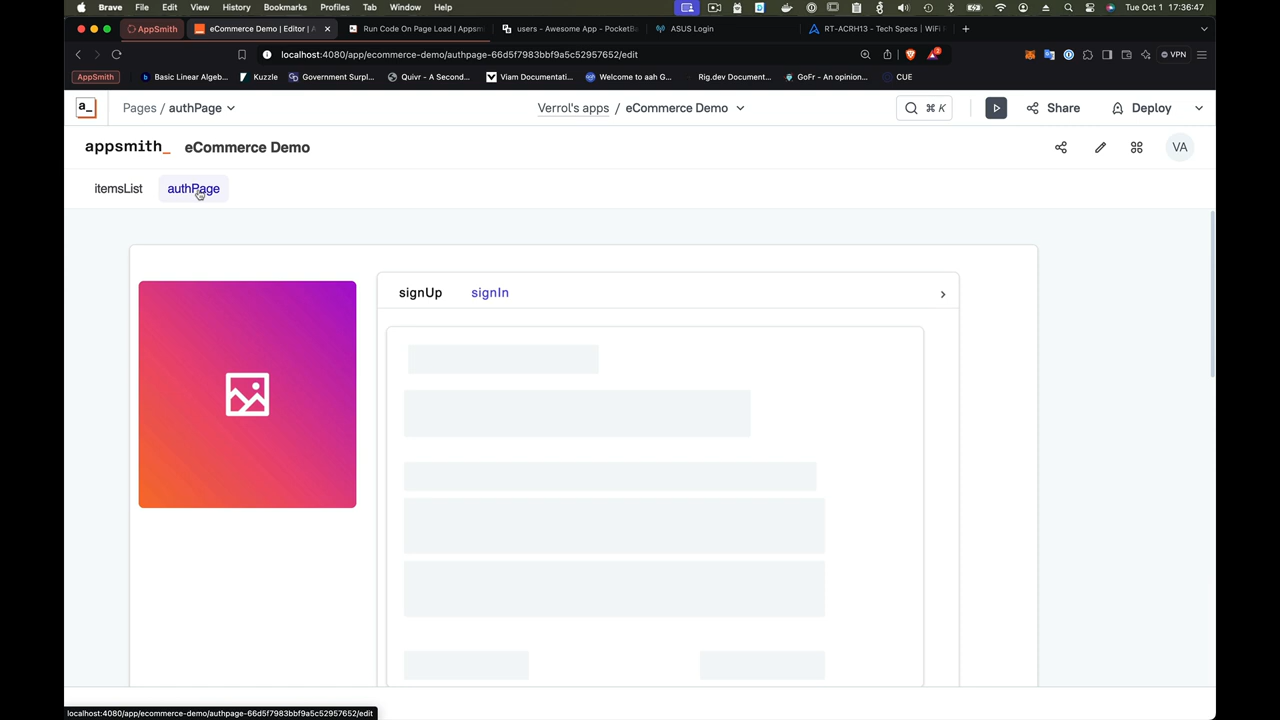 Brave File Edit View History Bookmarks Profiles Tab Window Help Tue Oct 1 17:36:47
AppSmith eCommerce Demo | Editor | Run Code On Page Load | Appsm users - Awesome App - PocketBa ASUS Login RT-ACRH13 - Tech Specs | WiFi
localhost:4080/app/ecommerce-demo/authpage-66d5f7983bbf9a5c52957652/edit 2 VPN
AppSmith Basic Linear Algeb... Kuzzle Government Surpl... Quivr - A Second... Viam Documentati... Welcome to aah G... Rig.dev Document... GoFr - An opinion... CUE
a_ Pages / authPage Verrol's apps / eCommerce Demo ⌘ K Share Deploy
appsmith_ eCommerce Demo VA
itemsList authPage
signUp signIn
localhost:4080/app/ecommerce-demo/authpage-66d5f7983bbf9a5c52957652/edit